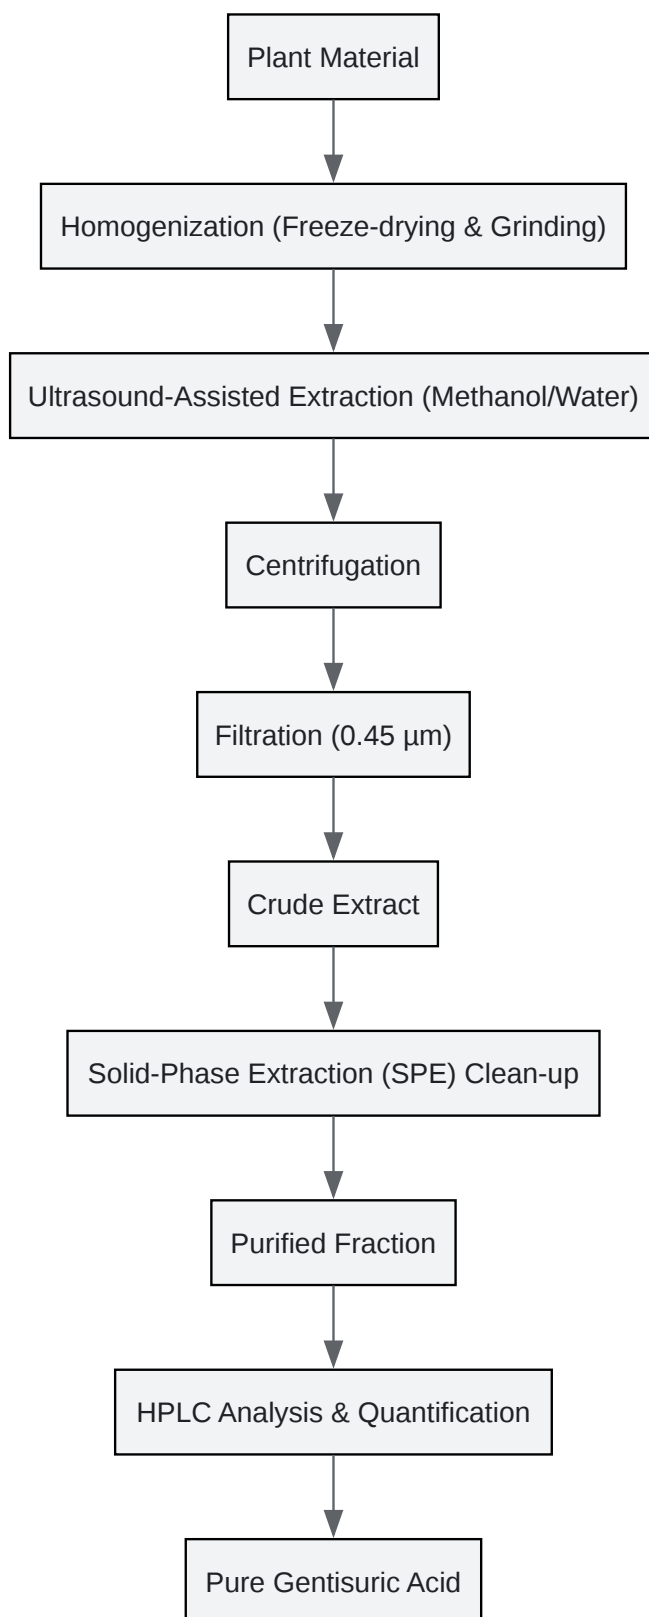 Plant Material
Homogenization (Freeze-drying & Grinding)
Ultrasound-Assisted Extraction (Methanol/Water)
Centrifugation
Filtration (0.45 µm)
Crude Extract
Solid-Phase Extraction (SPE) Clean-up
Purified Fraction
HPLC Analysis & Quantification
Pure Gentisuric Acid